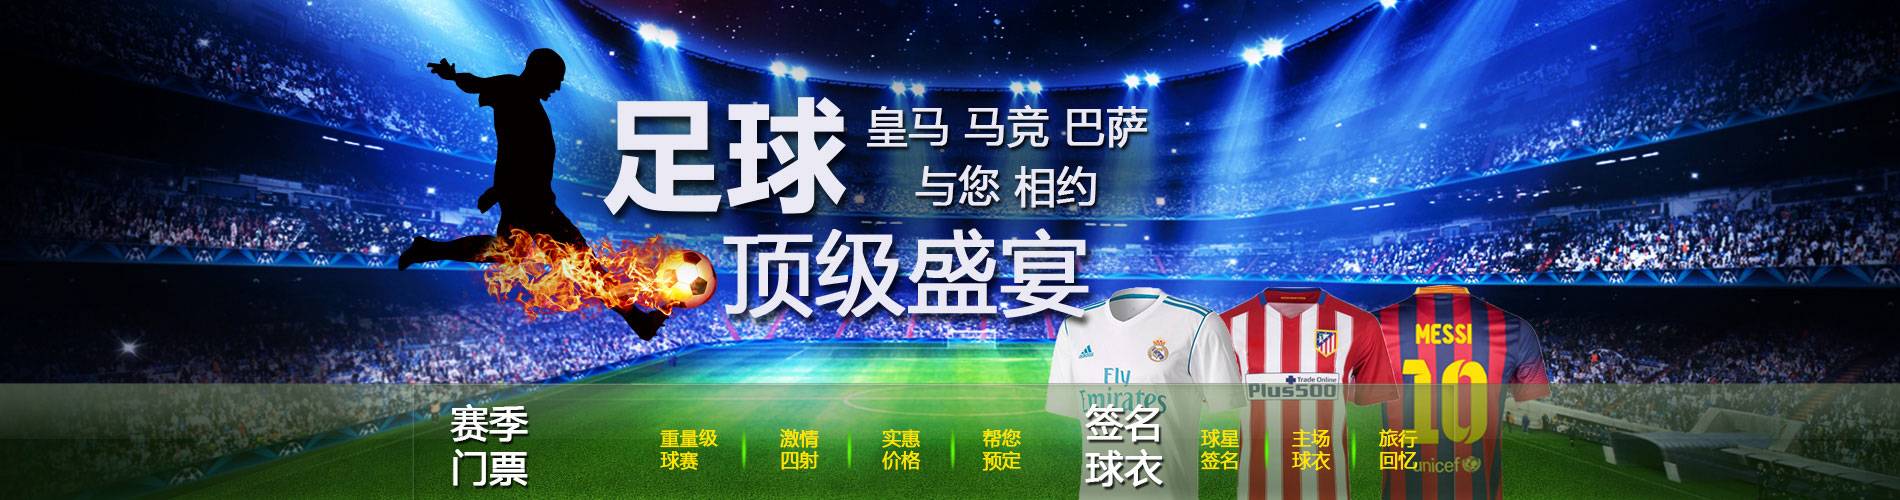 足球
皇马 马竞 巴萨
与您 相约
顶级盛宴
MESSI
10
Fly
Emirates
Trade Online
Plus500
unicef
赛季
门票
重量级
球赛
激情
四射
实惠
价格
帮您
预定
签名
球衣
球星
签名
主场
球衣
旅行
回忆